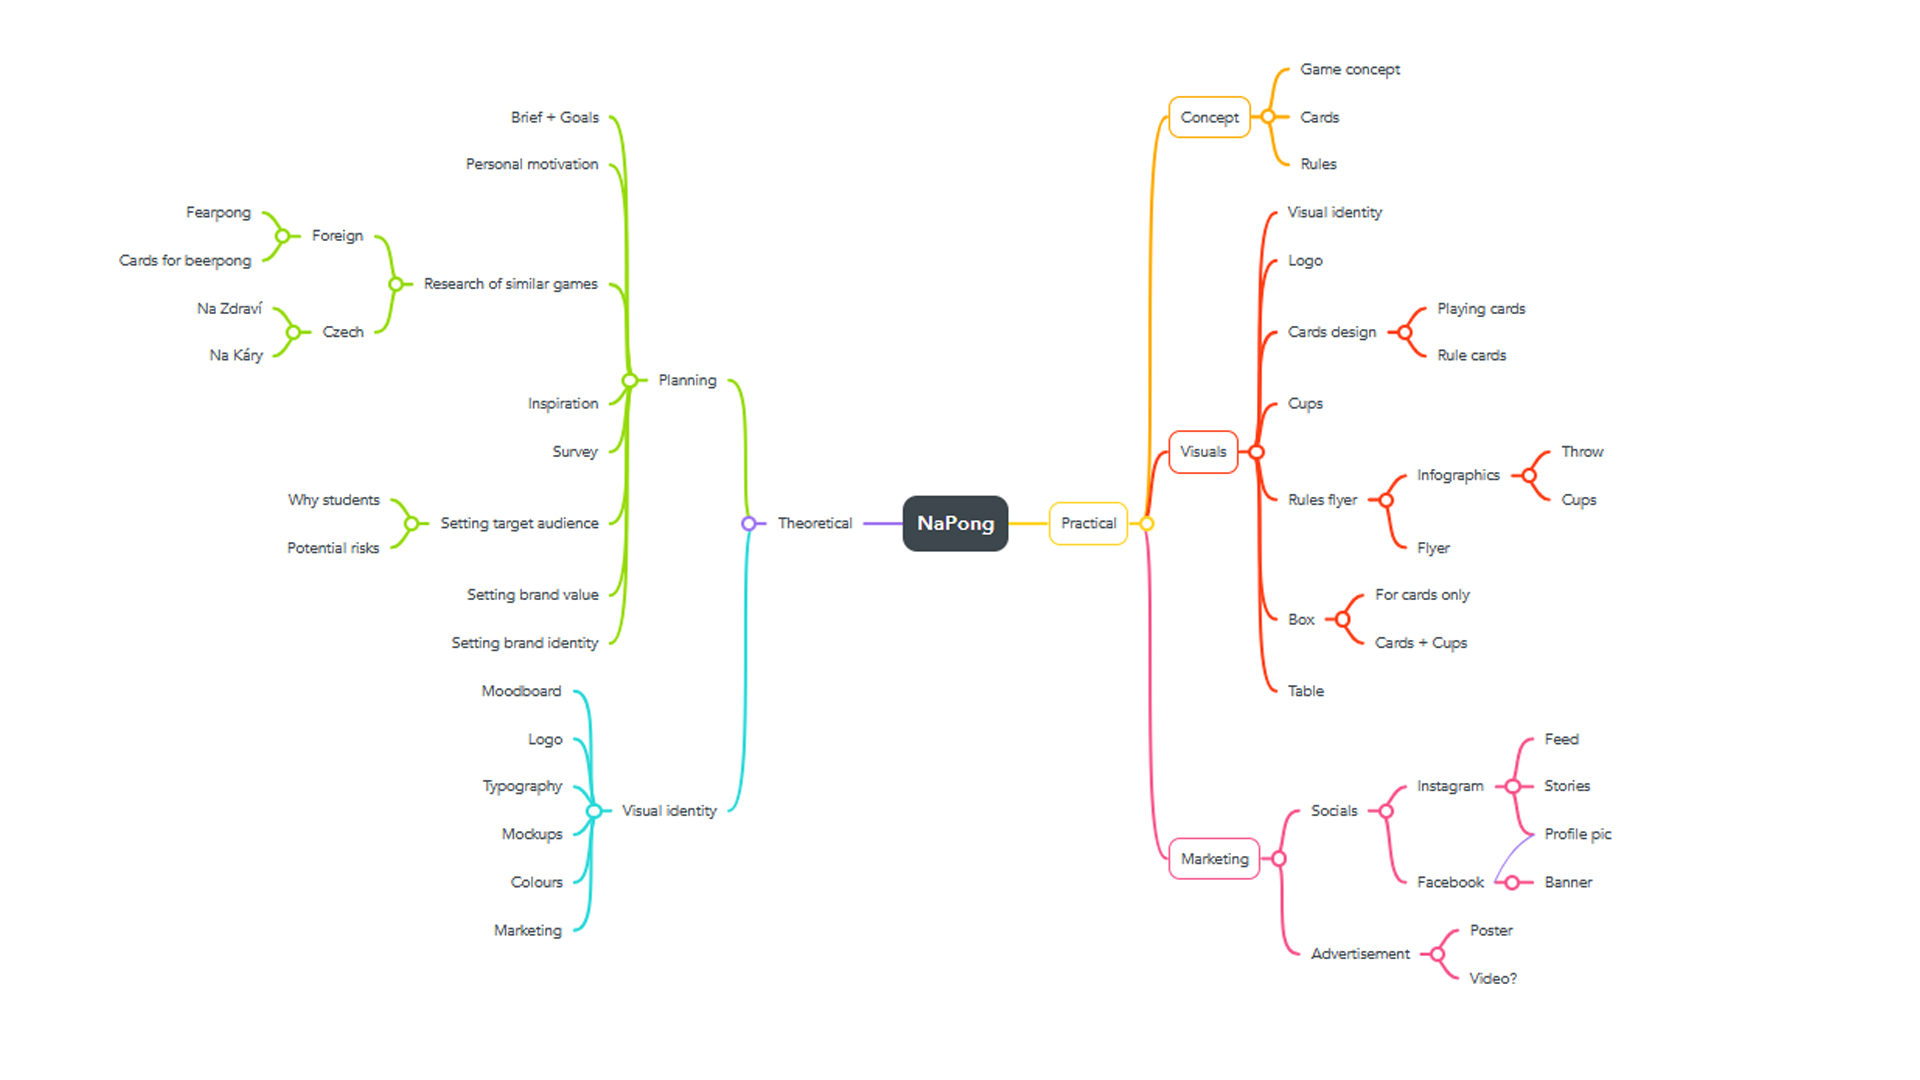 NaPong
Theoretical
Planning
Brief + Goals
Personal motivation
Research of similar games
Foreign
Fearpong
Cards for beerpong
Czech
Na Zdraví
Na Káry
Inspiration
Survey
Setting target audience
Why students
Potential risks
Setting brand value
Setting brand identity
Visual identity
Moodboard
Logo
Typography
Mockups
Colours
Marketing
Practical
Concept
Game concept
Cards
Rules
Visuals
Visual identity
Logo
Cards design
Playing cards
Rule cards
Cups
Rules flyer
Infographics
Throw
Cups
Flyer
Box
For cards only
Cards + Cups
Table
Marketing
Socials
Instagram
Feed
Stories
Profile pic
Facebook
Banner
Advertisement
Poster
Video?